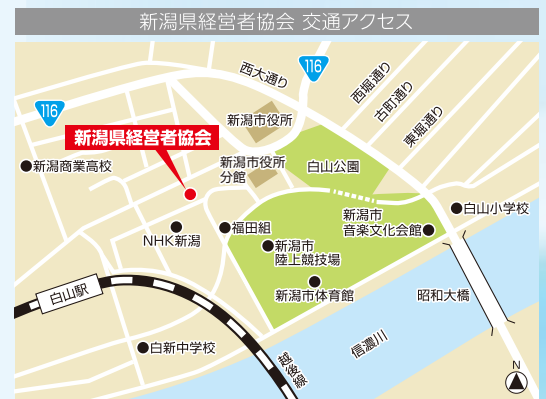 新潟県経営者協会 交通アクセス
116
西大通り
西堀通り
古町通り
東堀通り
116
新潟市役所
新潟県経営者協会
新潟商業高校
新潟市役所
分館
白山公園
白山小学校
新潟市
音楽文化会館
福田組
NHK新潟
新潟市
陸上競技場
新潟市体育館
昭和大橋
白山駅
白新中学校
越後線
信濃川
N